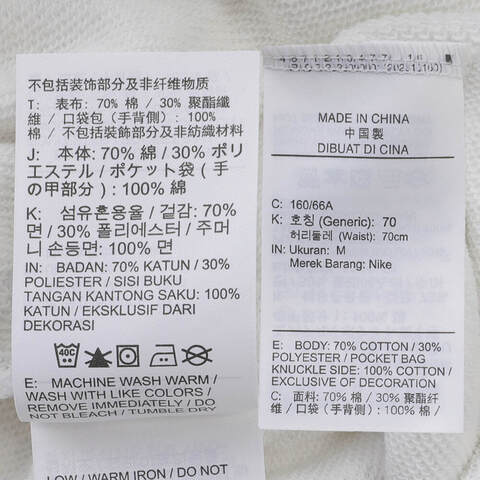 不包括装饰部分及非纤维物质
T: 表布: 70% 棉 / 30% 聚酯纖
維 / 口袋包 (手背側) : 100%
棉 / 不包括裝飾部分及非紡織材料
J: 本体: 70% 綿 / 30% ポリ
エステル / ポケット袋 (手
の甲部分) : 100% 綿
K: 섬유혼용율 / 겉감: 70%
면 / 30% 폴리에스터 / 주머
니 손등면: 100% 면
IN: BADAN: 70% KATUN / 30%
POLIESTER / SISI BUKU
TANGAN KANTONG SAKU: 100%
KATUN / EKSKLUSIF DARI
DEKORASI
40C
E: MACHINE WASH WARM /
WASH WITH LIKE COLORS /
REMOVE IMMEDIATELY / DO
NOT BLEACH / TUMBLE DRY
LOW / WARM IRON / DO NOT
MADE IN CHINA
中国製
DIBUAT DI CINA
C: 160/66A
K: 호칭 (Generic): 70
허리둘레 (Waist): 70cm
IN: Ukuran: M
Merek Barang: Nike
E: BODY: 70% COTTON / 30%
POLYESTER / POCKET BAG
KNUCKLE SIDE: 100% COTTON /
EXCLUSIVE OF DECORATION
C: 面料: 70% 棉 / 30% 聚酯纤
维 / 口袋 (手背侧) : 100% 棉 /